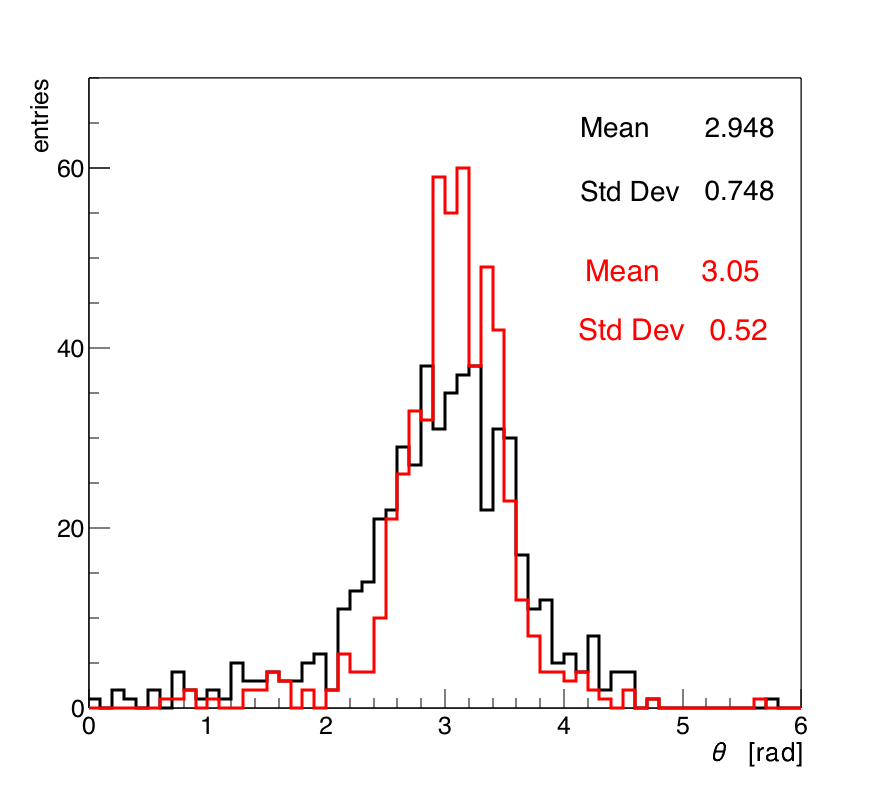 entries
60
40
20
0
Mean 2.948
Std Dev 0.748
Mean 3.05
Std Dev 0.52
0 1 2 3 4 5 6
θ [rad]